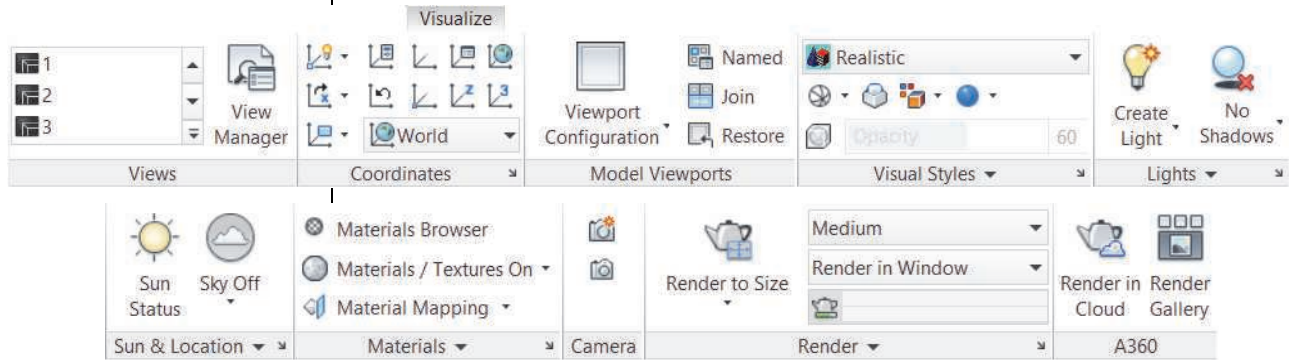 Visualize
1
2
3
View
Manager
World
Viewport
Configuration
Named
Join
Restore
Realistic
Opacity
60
Create
Light
No
Shadows
Views
Coordinates
Model Viewports
Visual Styles
Lights
Sun
Status
Sky Off
Materials Browser
Materials / Textures On
Material Mapping
Render to Size
Medium
Render in Window
Render in
Cloud
Render
Gallery
Sun & Location
Materials
Camera
Render
A360